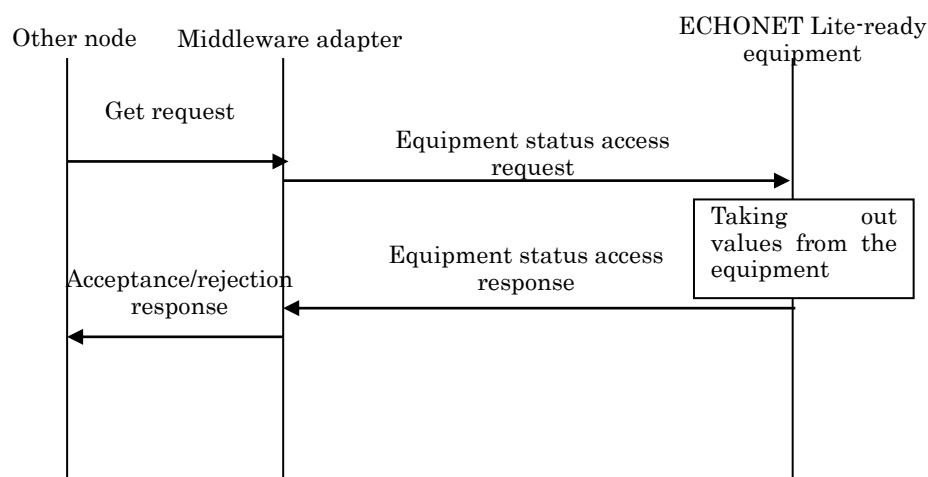 Other node
Middleware adapter
ECHONET Lite-ready
equipment
Get request
Equipment status access
request
Taking out
values from the
equipment
Equipment status access
response
Acceptance/rejection
response